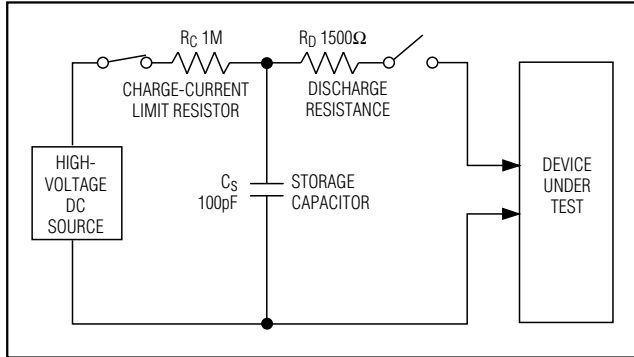 RC 1M
CHARGE-CURRENT
LIMIT RESISTOR
RD 1500Ω
DISCHARGE
RESISTANCE
HIGH-
VOLTAGE
DC
SOURCE
CS
100pF
STORAGE
CAPACITOR
DEVICE
UNDER
TEST